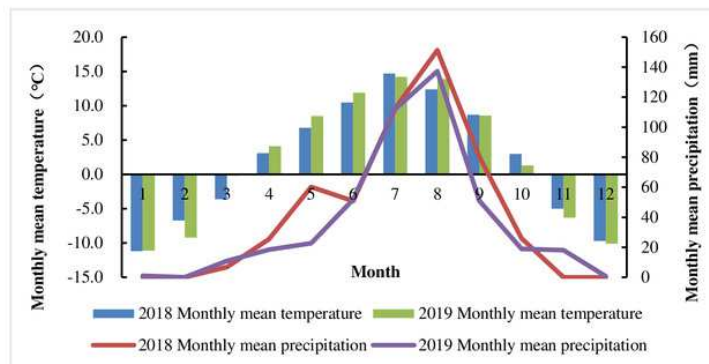 20.0
15.0
10.0
5.0
0.0
-5.0
-10.0
-15.0
Monthly mean temperature（℃）
1 2 3 4 5 6 7 8 9 10 11 12
Month
160
140
120
100
80
60
40
20
0
Monthly mean precipitation (mm)
2018 Monthly mean temperature 2019 Monthly mean temperature
2018 Monthly mean precipitation 2019 Monthly mean precipitation